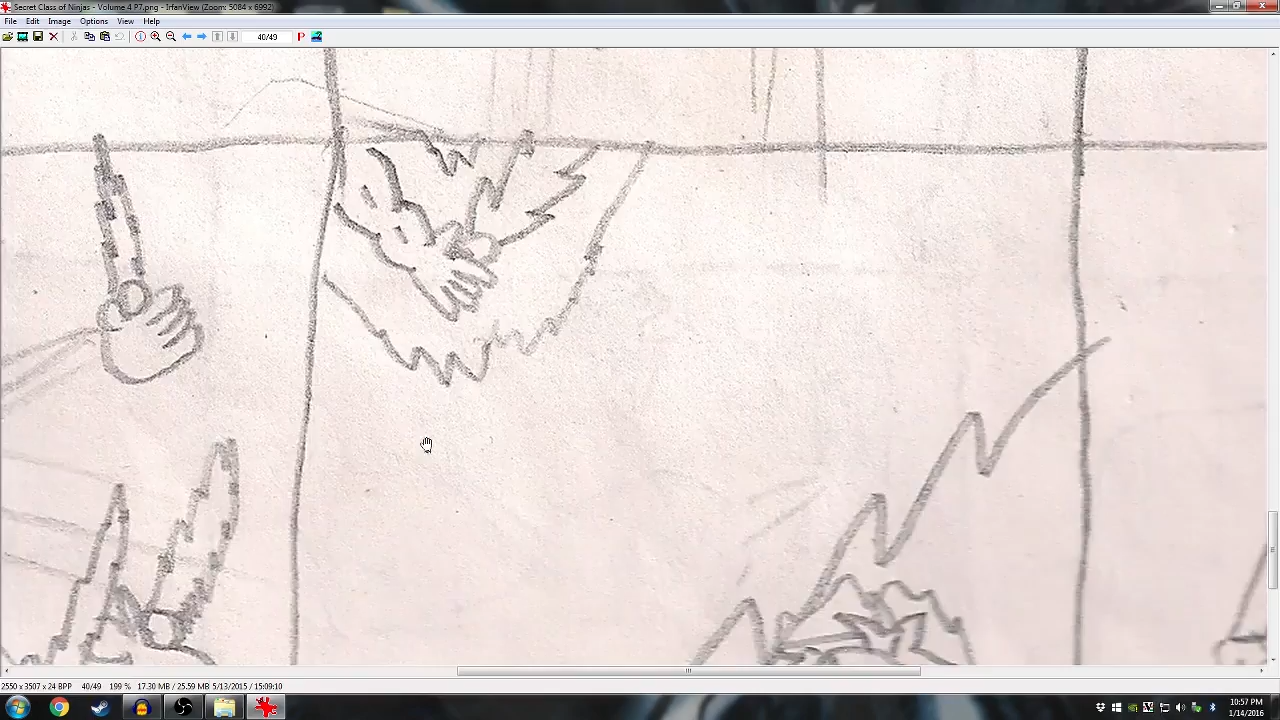 Secret Class of Ninjas - Volume 4 P7.png - IrfanView (Zoom: 5084 x 6992)
File Edit Image Options View Help
40/49
2550 x 3507 x 24 BPP 40/49 199 % 17.30 MB / 25.59 MB 5/13/2015 / 15:09:10
10:57 PM
1/14/2016